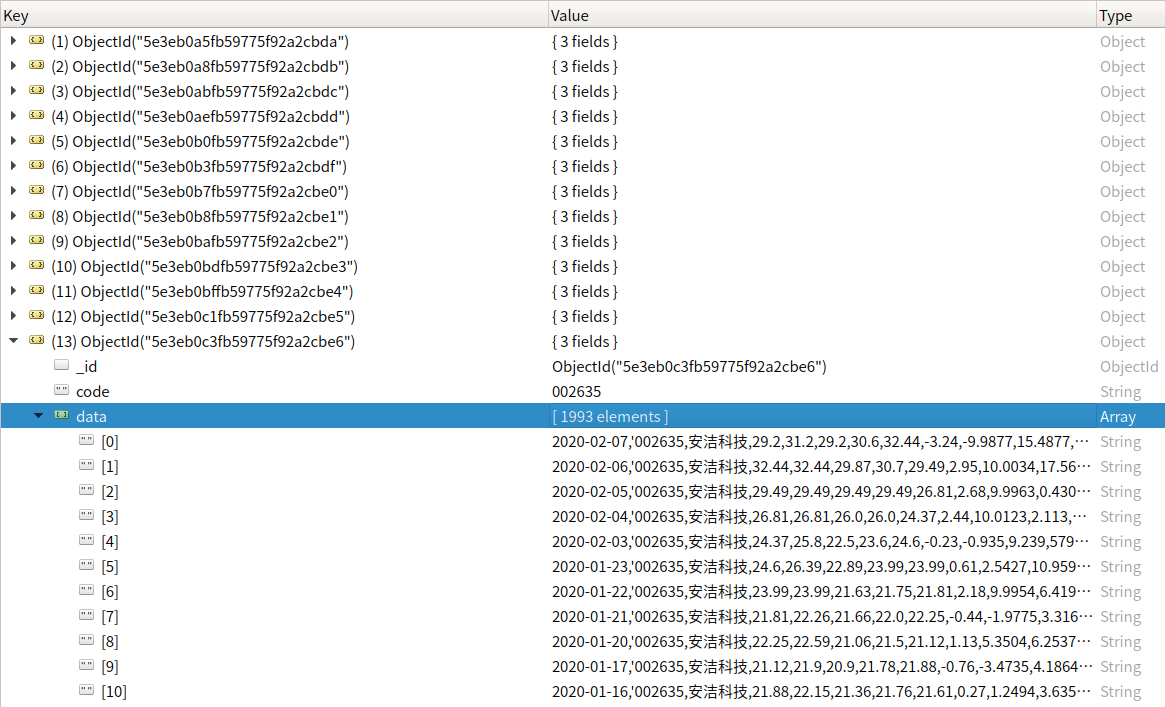 Key Value Type
(1) ObjectId("5e3eb0a5fb59775f92a2cbda") { 3 fields } Object
(2) ObjectId("5e3eb0a8fb59775f92a2cbdb") { 3 fields } Object
(3) ObjectId("5e3eb0abfb59775f92a2cbdc") { 3 fields } Object
(4) ObjectId("5e3eb0aefb59775f92a2cbdd") { 3 fields } Object
(5) ObjectId("5e3eb0b0fb59775f92a2cbde") { 3 fields } Object
(6) ObjectId("5e3eb0b3fb59775f92a2cbdf") { 3 fields } Object
(7) ObjectId("5e3eb0b7fb59775f92a2cbe0") { 3 fields } Object
(8) ObjectId("5e3eb0b8fb59775f92a2cbe1") { 3 fields } Object
(9) ObjectId("5e3eb0bafb59775f92a2cbe2") { 3 fields } Object
(10) ObjectId("5e3eb0bdfb59775f92a2cbe3") { 3 fields } Object
(11) ObjectId("5e3eb0bffb59775f92a2cbe4") { 3 fields } Object
(12) ObjectId("5e3eb0c1fb59775f92a2cbe5") { 3 fields } Object
(13) ObjectId("5e3eb0c3fb59775f92a2cbe6") { 3 fields } Object
_id ObjectId("5e3eb0c3fb59775f92a2cbe6") ObjectId
code 002635 String
data [ 1993 elements ] Array
[0] 2020-02-07,'002635,安洁科技,29.2,31.2,29.2,30.6,32.44,-3.24,-9.9877,15.4877,··· String
[1] 2020-02-06,'002635,安洁科技,32.44,32.44,29.87,30.7,29.49,2.95,10.0034,17.56··· String
[2] 2020-02-05,'002635,安洁科技,29.49,29.49,29.49,29.49,26.81,2.68,9.9963,0.430··· String
[3] 2020-02-04,'002635,安洁科技,26.81,26.81,26.0,26.0,24.37,2.44,10.0123,2.113,··· String
[4] 2020-02-03,'002635,安洁科技,24.37,25.8,22.5,23.6,24.6,-0.23,-0.935,9.239,579··· String
[5] 2020-01-23,'002635,安洁科技,24.6,26.39,22.89,23.99,23.99,0.61,2.5427,10.959··· String
[6] 2020-01-22,'002635,安洁科技,23.99,23.99,21.63,21.75,21.81,2.18,9.9954,6.419··· String
[7] 2020-01-21,'002635,安洁科技,21.81,22.26,21.66,22.0,22.25,-0.44,-1.9775,3.316··· String
[8] 2020-01-20,'002635,安洁科技,22.25,22.59,21.06,21.5,21.12,1.13,5.3504,6.2537··· String
[9] 2020-01-17,'002635,安洁科技,21.12,21.9,20.9,21.78,21.88,-0.76,-3.4735,4.1864··· String
[10] 2020-01-16,'002635,安洁科技,21.88,22.15,21.36,21.76,21.61,0.27,1.2494,3.635··· String